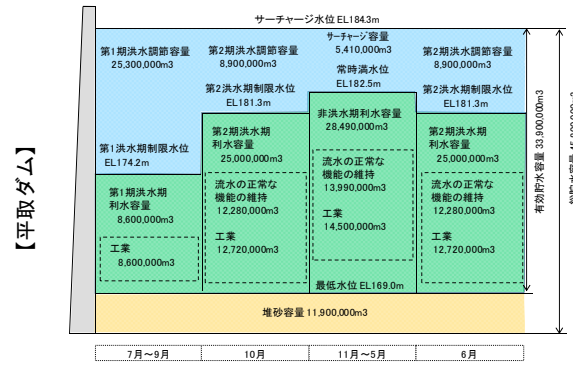 【平取ダム】
サーチャージ水位 EL184.3m
第1期洪水調節容量
25,300,000m3
第2期洪水調節容量
8,900,000m3
サーチャージ容量
5,410,000m3
第2期洪水調節容量
8,900,000m3
常時満水位
EL182.5m
第2洪水期制限水位
EL181.3m
第2洪水期制限水位
EL181.3m
第1洪水期制限水位
EL174.2m
第1期洪水期
利水容量
8,600,000m3
工業
8,600,000m3
第2期洪水期
利水容量
25,000,000m3
流水の正常な
機能の維持
12,280,000m3
工業
12,720,000m3
非洪水期利水容量
28,490,000m3
流水の正常な
機能の維持
13,990,000m3
工業
14,500,000m3
第2期洪水期
利水容量
25,000,000m3
流水の正常な
機能の維持
12,280,000m3
工業
12,720,000m3
有効貯水容量 33,900,000m3
最低水位 EL169.0m
堆砂容量 11,900,000m3
7月～9月
10月
11月～5月
6月